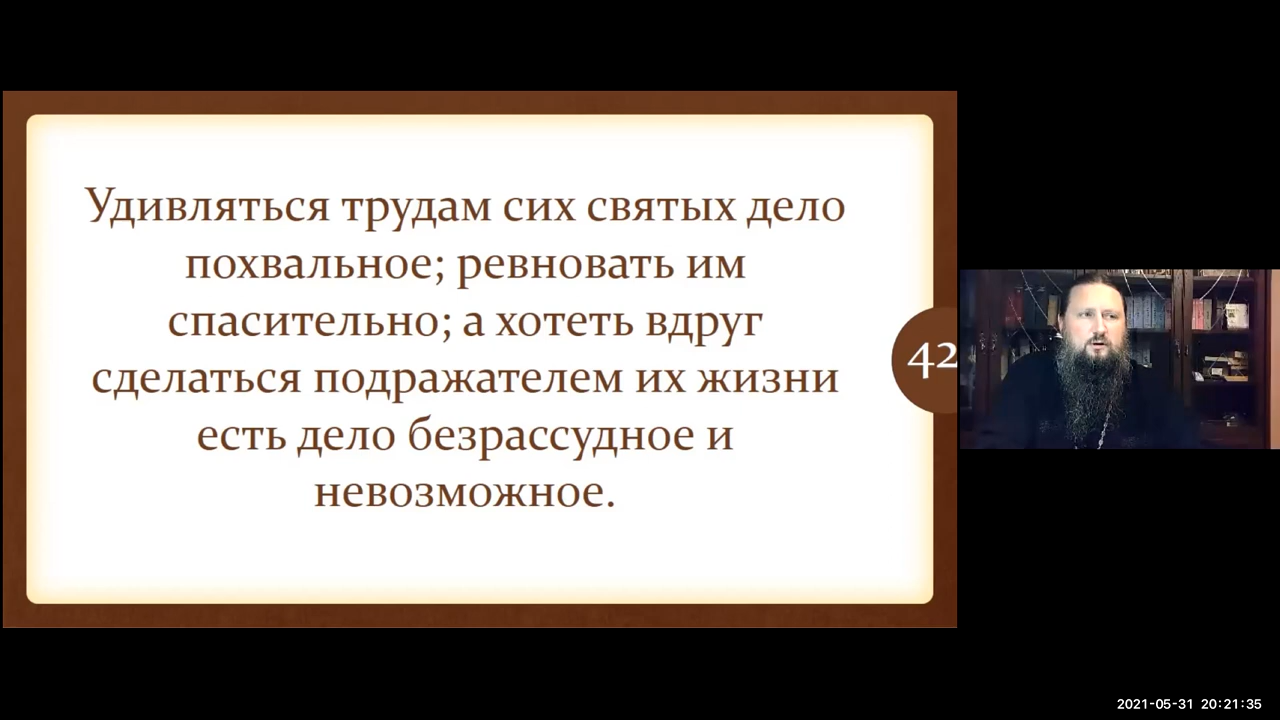 Удивляться трудам сих святых дело
похвальное; ревновать им
спасительно; а хотеть вдруг
сделаться подражателем их жизни
есть дело безрассудное и
невозможное.
42
2021-05-31 20:21:35